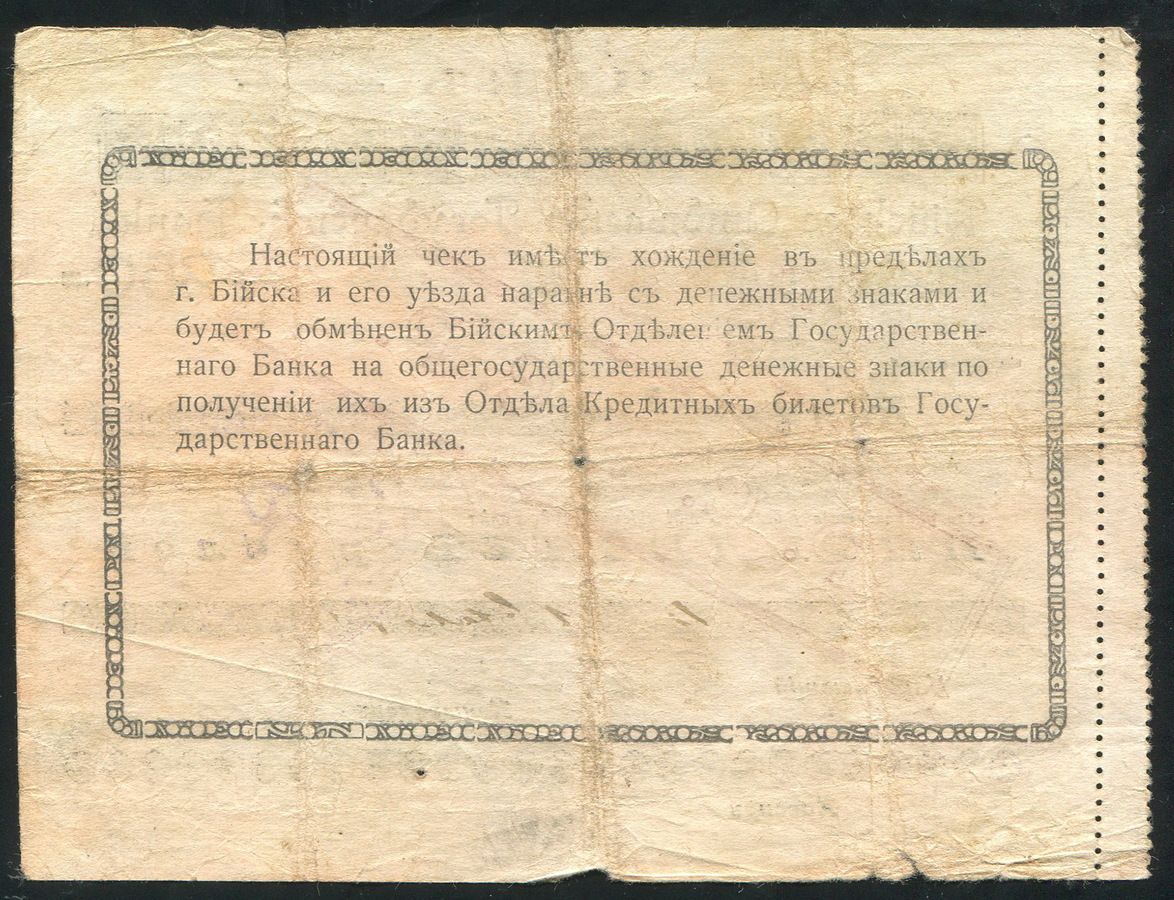 Настоящій чекъ имѣетъ хожденіе въ предѣлахъ
г. Бійска и его уѣзда наравнѣ съ денежными знаками и
будетъ обмѣненъ Бійскимъ Отдѣленіемъ Государствен-
наго Банка на общегосударственные денежные знаки по
полученіи ихъ изъ Отдѣла Кредитныхъ билетовъ Госу-
дарственнаго Банка.